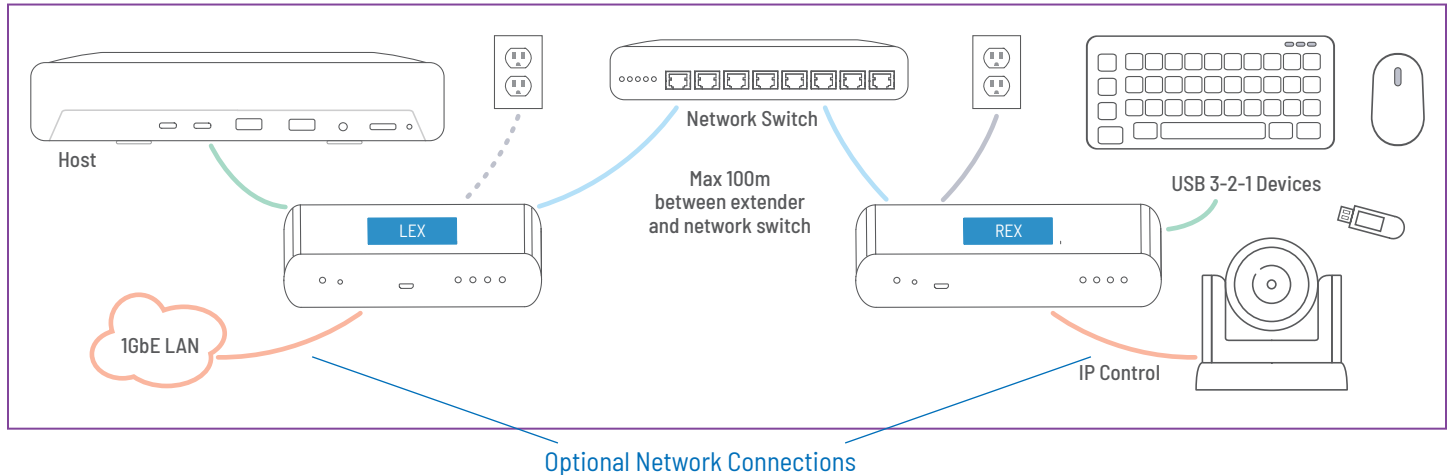 Host
Network Switch
Max 100m
between extender
and network switch
USB 3-2-1 Devices
LEX
REX
1GbE LAN
IP Control
Optional Network Connections